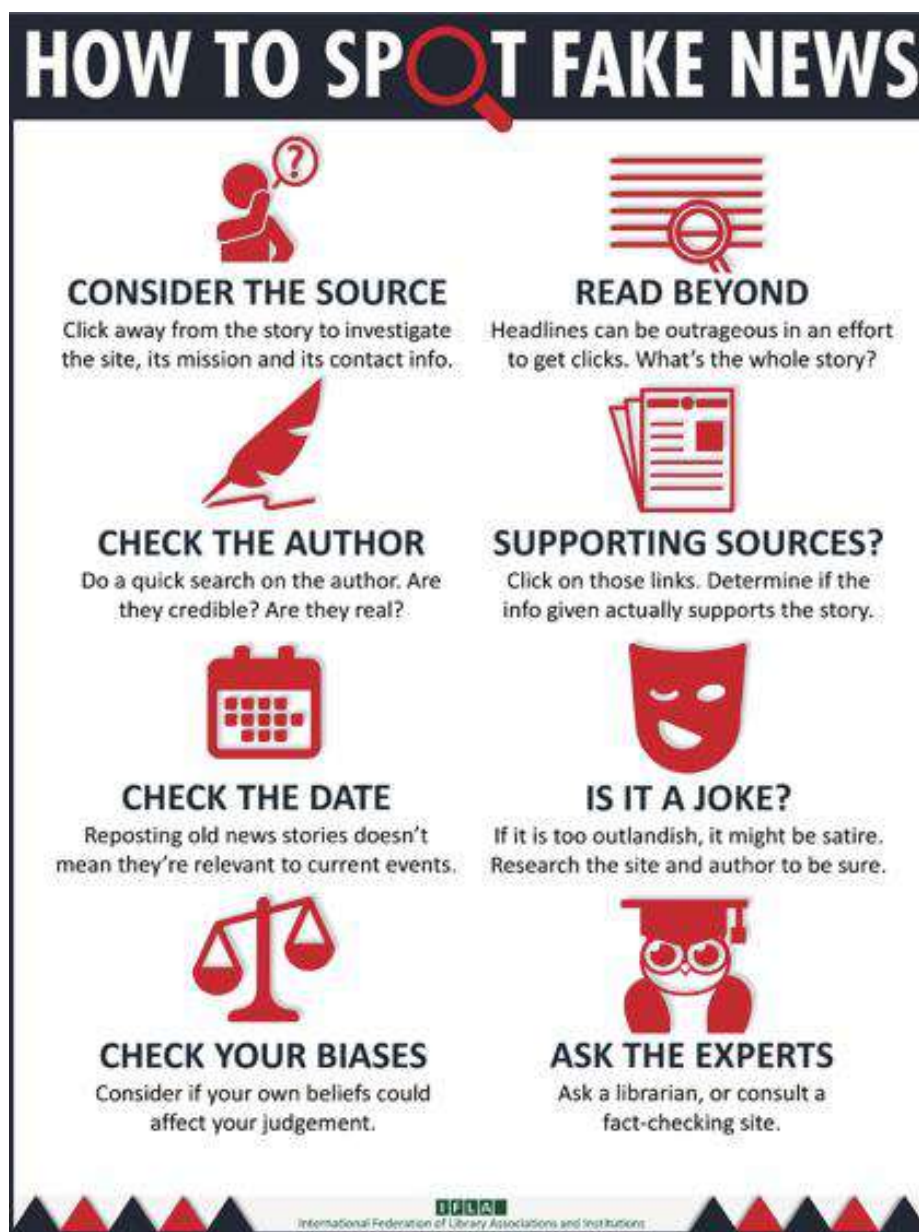 HOW TO SPOT FAKE NEWS
?
CONSIDER THE SOURCE
Click away from the story to investigate
the site, its mission and its contact info.
READ BEYOND
Headlines can be outrageous in an effort
to get clicks. What's the whole story?
CHECK THE AUTHOR
Do a quick search on the author. Are
they credible? Are they real?
SUPPORTING SOURCES?
Click on those links. Determine if the
info given actually supports the story.
CHECK THE DATE
Reposting old news stories doesn't
mean they're relevant to current events.
IS IT A JOKE?
If it is too outlandish, it might be satire.
Research the site and author to be sure.
CHECK YOUR BIASES
Consider if your own beliefs could
affect your judgement.
ASK THE EXPERTS
Ask a librarian, or consult a
fact-checking site.
IFLA
International Federation of Library Associations and Institutions